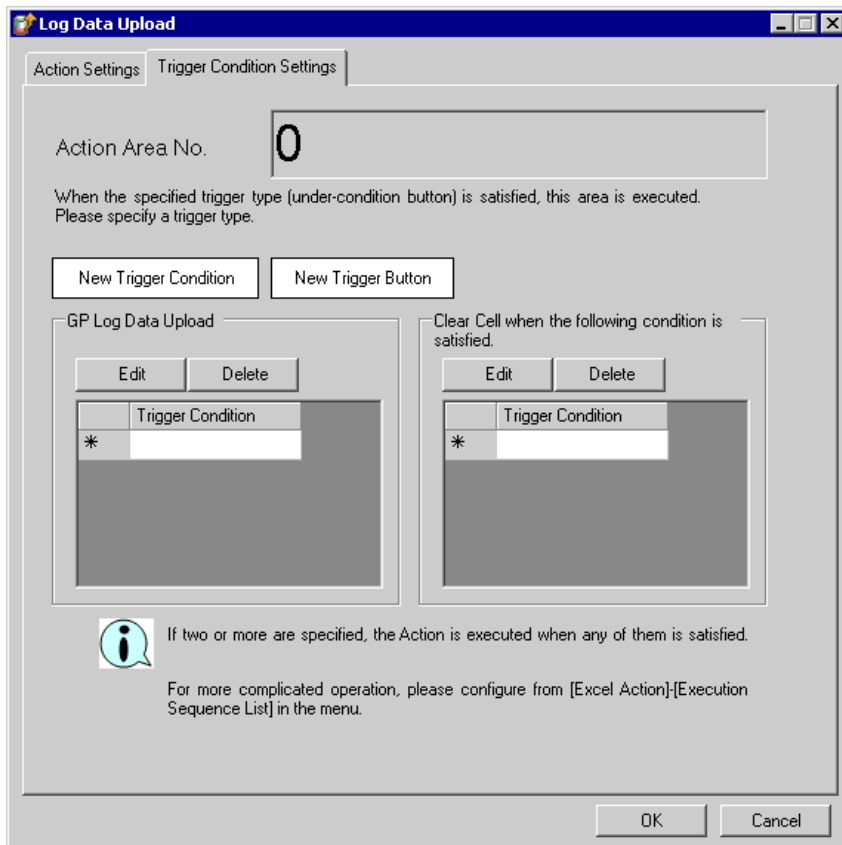 Log Data Upload
Action Settings
Trigger Condition Settings
Action Area No.
0
When the specified trigger type (under-condition button) is satisfied, this area is executed.
Please specify a trigger type.
New Trigger Condition
New Trigger Button
GP Log Data Upload
Edit
Delete
Trigger Condition
*
Clear Cell when the following condition is
satisfied.
Edit
Delete
Trigger Condition
*
If two or more are specified, the Action is executed when any of them is satisfied.
For more complicated operation, please configure from [Excel Action]-[Execution
Sequence List] in the menu.
OK
Cancel